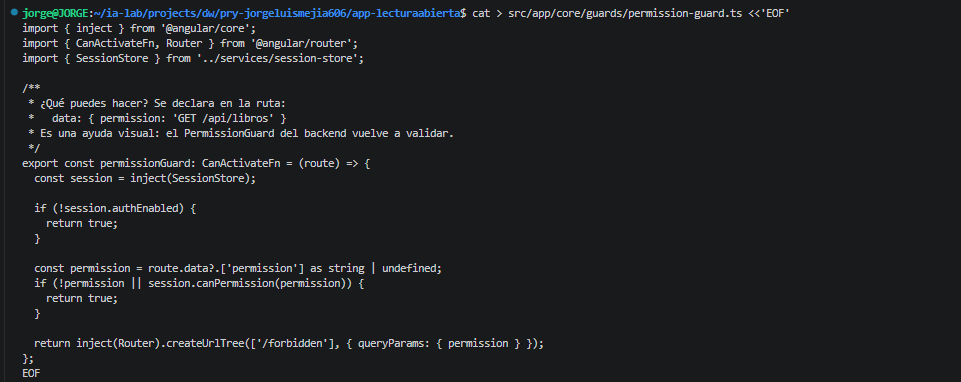 jorge@JORGE:~/ia-lab/projects/dw/pry-jorgeluismejia606/app-lecturaabierta$ cat > src/app/core/guards/permission-guard.ts <<'EOF'
import { inject } from '@angular/core';
import { CanActivateFn, Router } from '@angular/router';
import { SessionStore } from '../services/session-store';

/**
 * ¿Qué puedes hacer? Se declara en la ruta:
 *   data: { permission: 'GET /api/libros' }
 * Es una ayuda visual: el PermissionGuard del backend vuelve a validar.
 */
export const permissionGuard: CanActivateFn = (route) => {
  const session = inject(SessionStore);

  if (!session.authEnabled) {
    return true;
  }

  const permission = route.data?.['permission'] as string | undefined;
  if (!permission || session.canPermission(permission)) {
    return true;
  }

  return inject(Router).createUrlTree(['/forbidden'], { queryParams: { permission } });
};
EOF